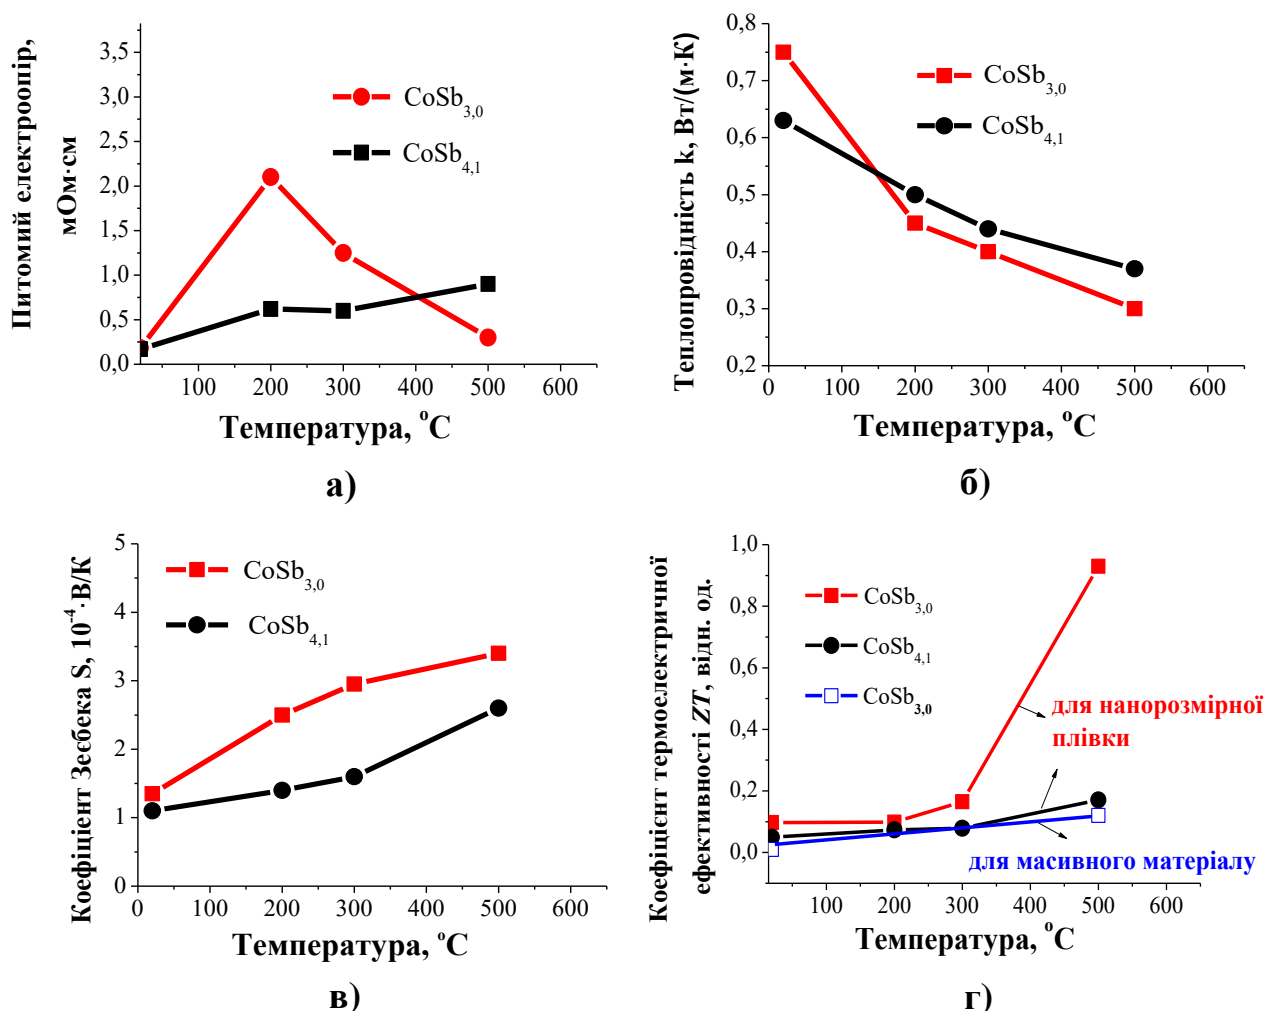 Питомий електроопір,
мОм·см
3,5
3,0
2,5
2,0
1,5
1,0
0,5
0,0
CoSb3,0
CoSb4,1
100 200 300 400 500 600
Температура, °C
а)
Теплопровідність k, Вт/(м·К)
0,8
0,7
0,6
0,5
0,4
0,3
0,2
CoSb3,0
CoSb4,1
0 100 200 300 400 500 600
Температура, °C
б)
Коефіціент Зеєбека S, 10-4·В/К
5
4
3
2
1
0
CoSb3,0
CoSb4,1
0 100 200 300 400 500 600
Температура, °C
в)
Коефіцієнт термоелектричної
ефективності ZT, відн. од.
1,0
0,8
0,6
0,4
0,2
0,0
CoSb3,0
CoSb4,1
CoSb3,0
для нанорозмірної
плівки
для масивного матеріалу
100 200 300 400 500 600
Температура, °C
г)